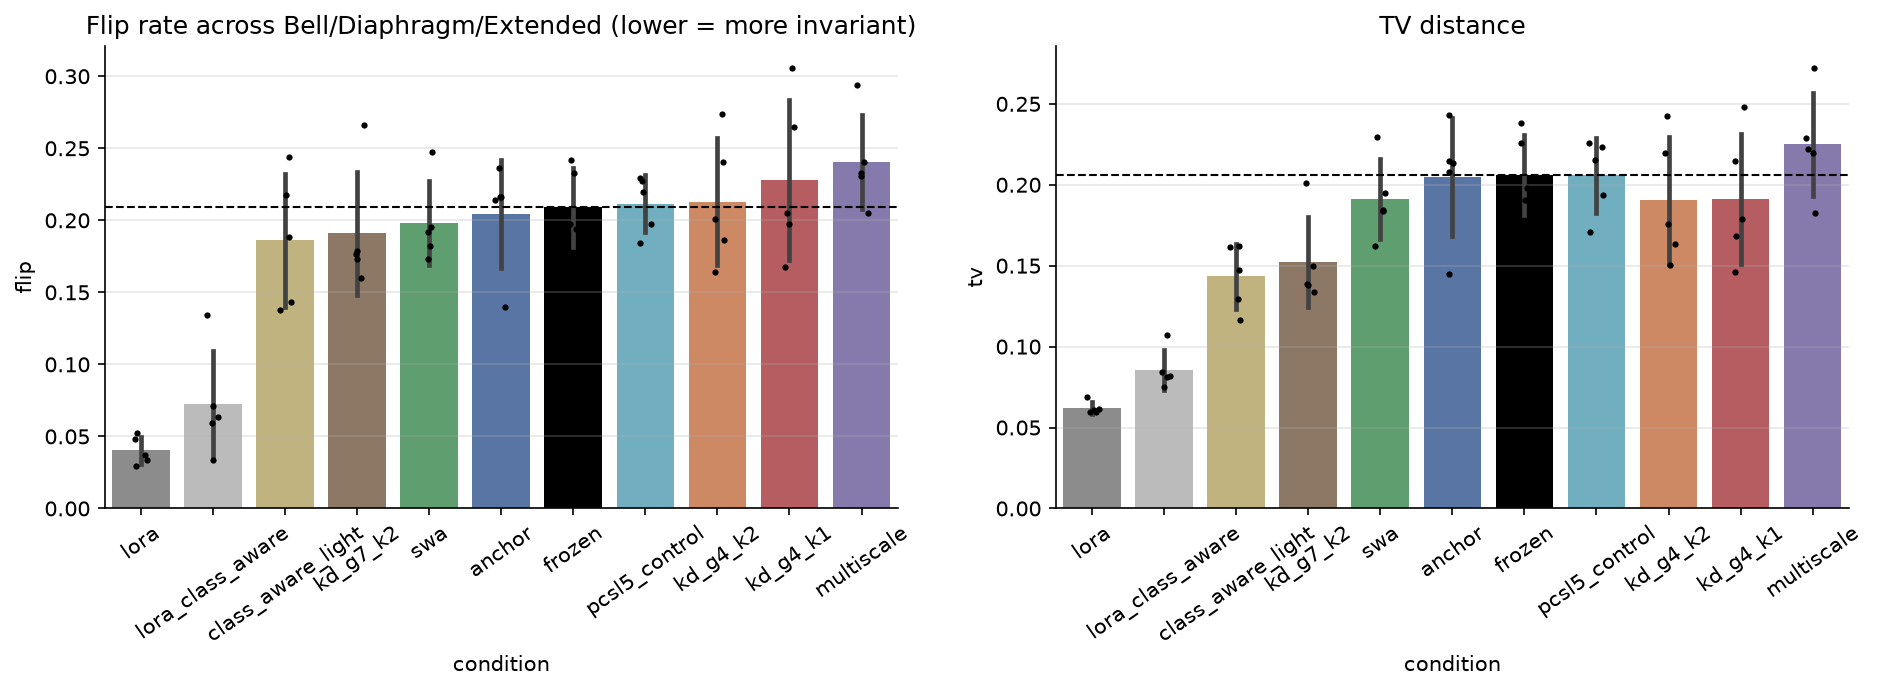 Flip rate across Bell/Diaphragm/Extended (lower = more invariant)
flip
0.30
0.25
0.20
0.15
0.10
0.05
0.00
lora
lora_class_aware
class_aware_light
kd_g7_k2
swa
anchor
frozen
pcsl5_control
kd_g4_k2
kd_g4_k1
multiscale
condition
TV distance
tv
0.25
0.20
0.15
0.10
0.05
0.00
lora
lora_class_aware
class_aware_light
kd_g7_k2
swa
anchor
frozen
pcsl5_control
kd_g4_k2
kd_g4_k1
multiscale
condition